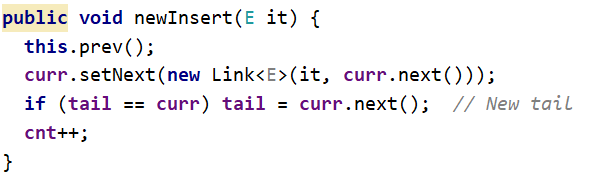 public void newInsert(E it) {
  this.prev();
  curr.setNext(new Link<E>(it, curr.next()));
  if (tail == curr) tail = curr.next();  // New tail
  cnt++;
}